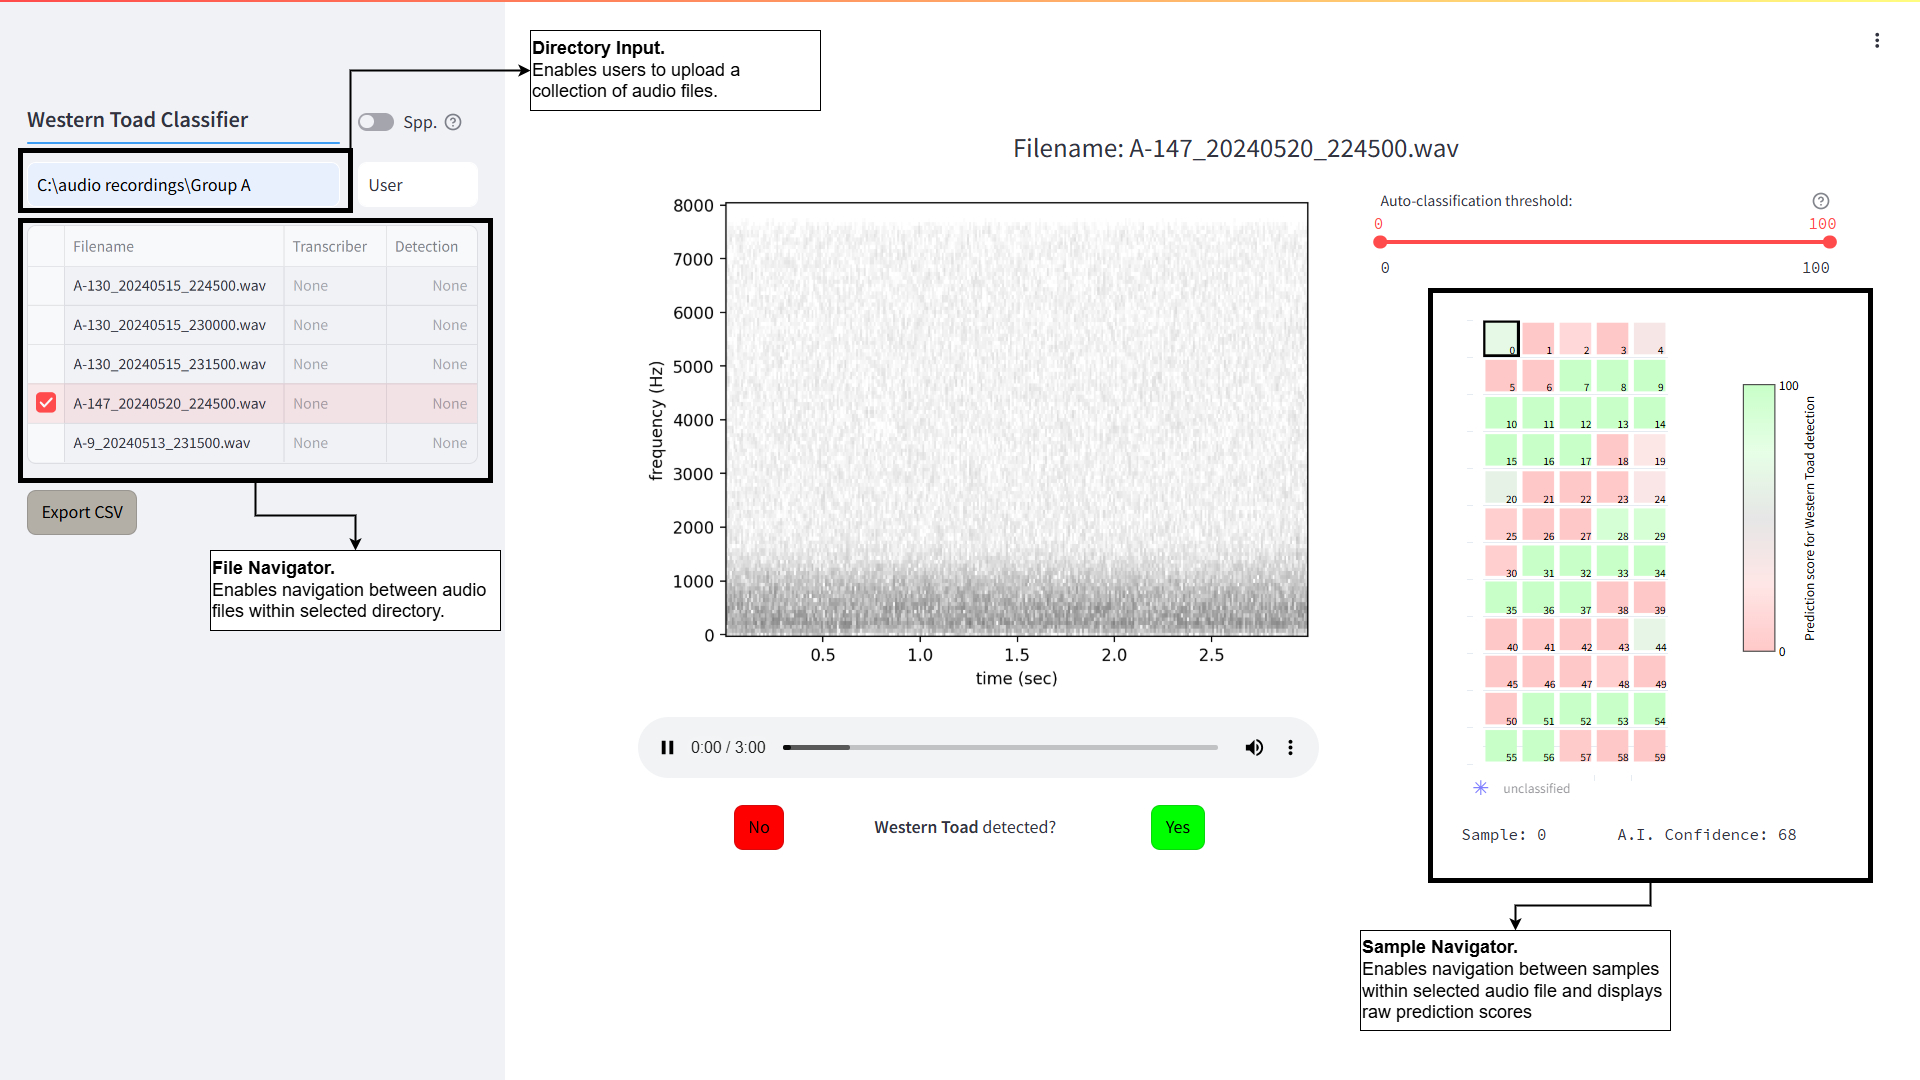 Directory Input.
Enables users to upload a
collection of audio files.
Western Toad Classifier
Spp.
C:\audio recordings\Group A
User
Filename Transcriber Detection
A-130_20240515_224500.wav None None
A-130_20240515_230000.wav None None
A-130_20240515_231500.wav None None
A-147_20240520_224500.wav None None
A-9_20240513_231500.wav None None
Export CSV
File Navigator.
Enables navigation between audio
files within selected directory.
Filename: A-147_20240520_224500.wav
8000
7000
6000
5000
4000
3000
2000
1000
0
frequency (Hz)
0.5 1.0 1.5 2.0 2.5
time (sec)
0:00 / 3:00
No
Western Toad detected?
Yes
Auto-classification threshold:
0 100
0 100
0 1 2 3 4
5 6 7 8 9
10 11 12 13 14
15 16 17 18 19
20 21 22 23 24
25 26 27 28 29
30 31 32 33 34
35 36 37 38 39
40 41 42 43 44
45 46 47 48 49
50 51 52 53 54
55 56 57 58 59
100
0
Prediction score for Western Toad detection
unclassified
Sample: 0 A.I. Confidence: 68
Sample Navigator.
Enables navigation between samples
within selected audio file and displays
raw prediction scores